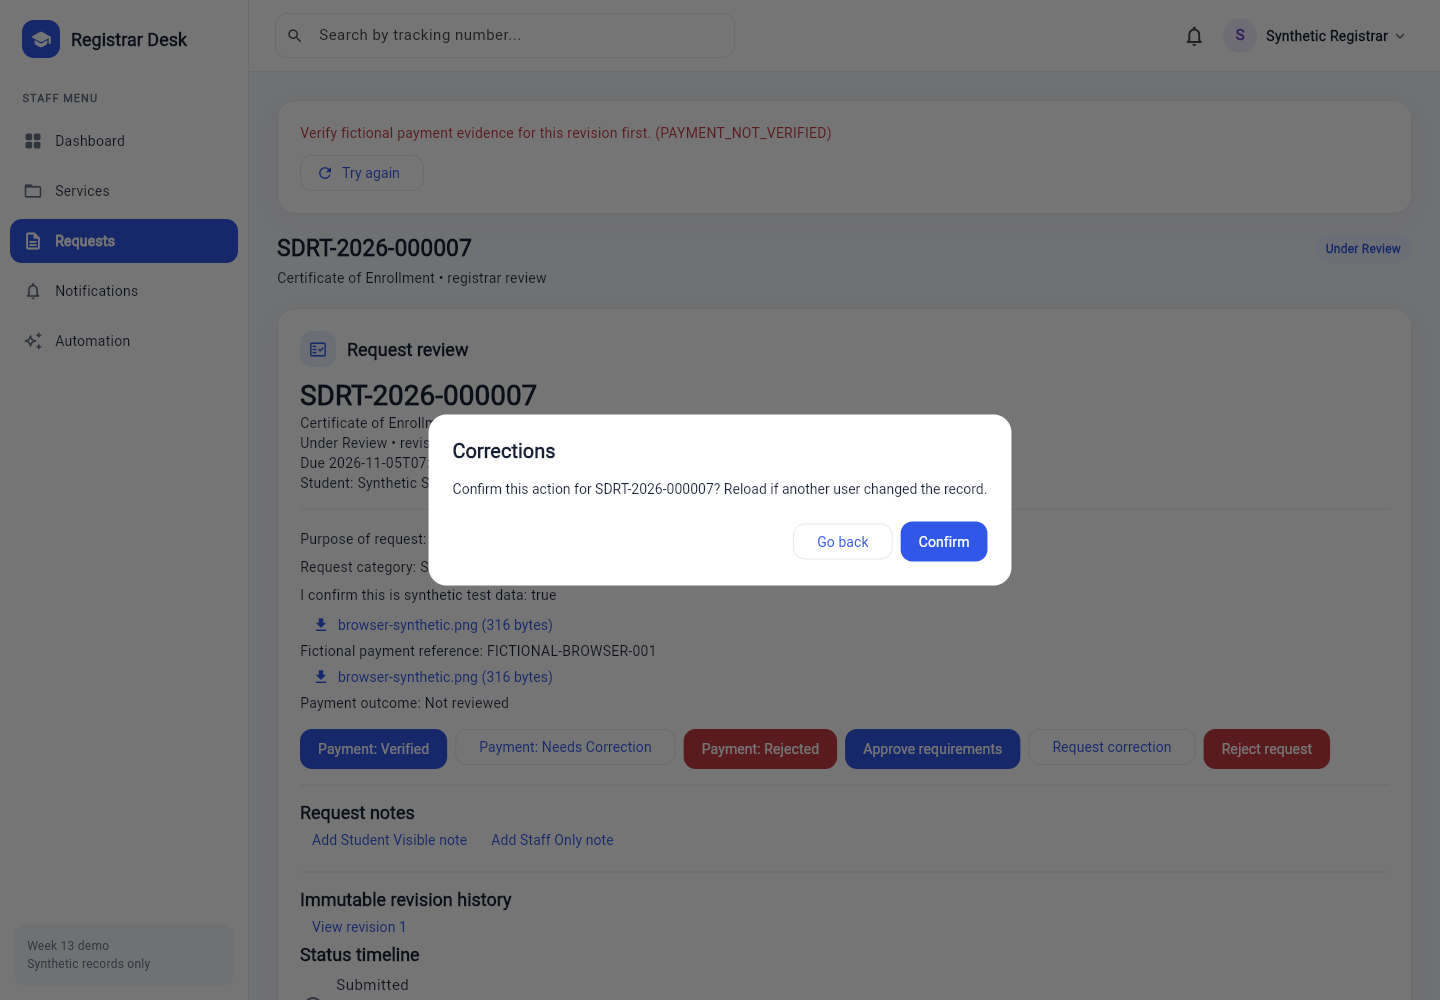 Registrar Desk
Search by tracking number...
S
Synthetic Registrar
STAFF MENU
Dashboard
Services
Requests
Notifications
Automation
Week 13 demo
Synthetic records only
Verify fictional payment evidence for this revision first. (PAYMENT_NOT_VERIFIED)
Try again
SDRT-2026-000007
Under Review
Certificate of Enrollment • registrar review
Request review
SDRT-2026-000007
Certificate of
Under Review •
Due 2026-11-05T07:
Student: Synthetic
Corrections
Confirm this action for SDRT-2026-000007? Reload if another user changed the record.
Go back
Confirm
Purpose of request:
Request category:
I confirm this is synthetic test data: true
browser-synthetic.png (316 bytes)
Fictional payment reference: FICTIONAL-BROWSER-001
browser-synthetic.png (316 bytes)
Payment outcome: Not reviewed
Payment: Verified
Payment: Needs Correction
Payment: Rejected
Approve requirements
Request correction
Reject request
Request notes
Add Student Visible note
Add Staff Only note
Immutable revision history
View revision 1
Status timeline
Submitted